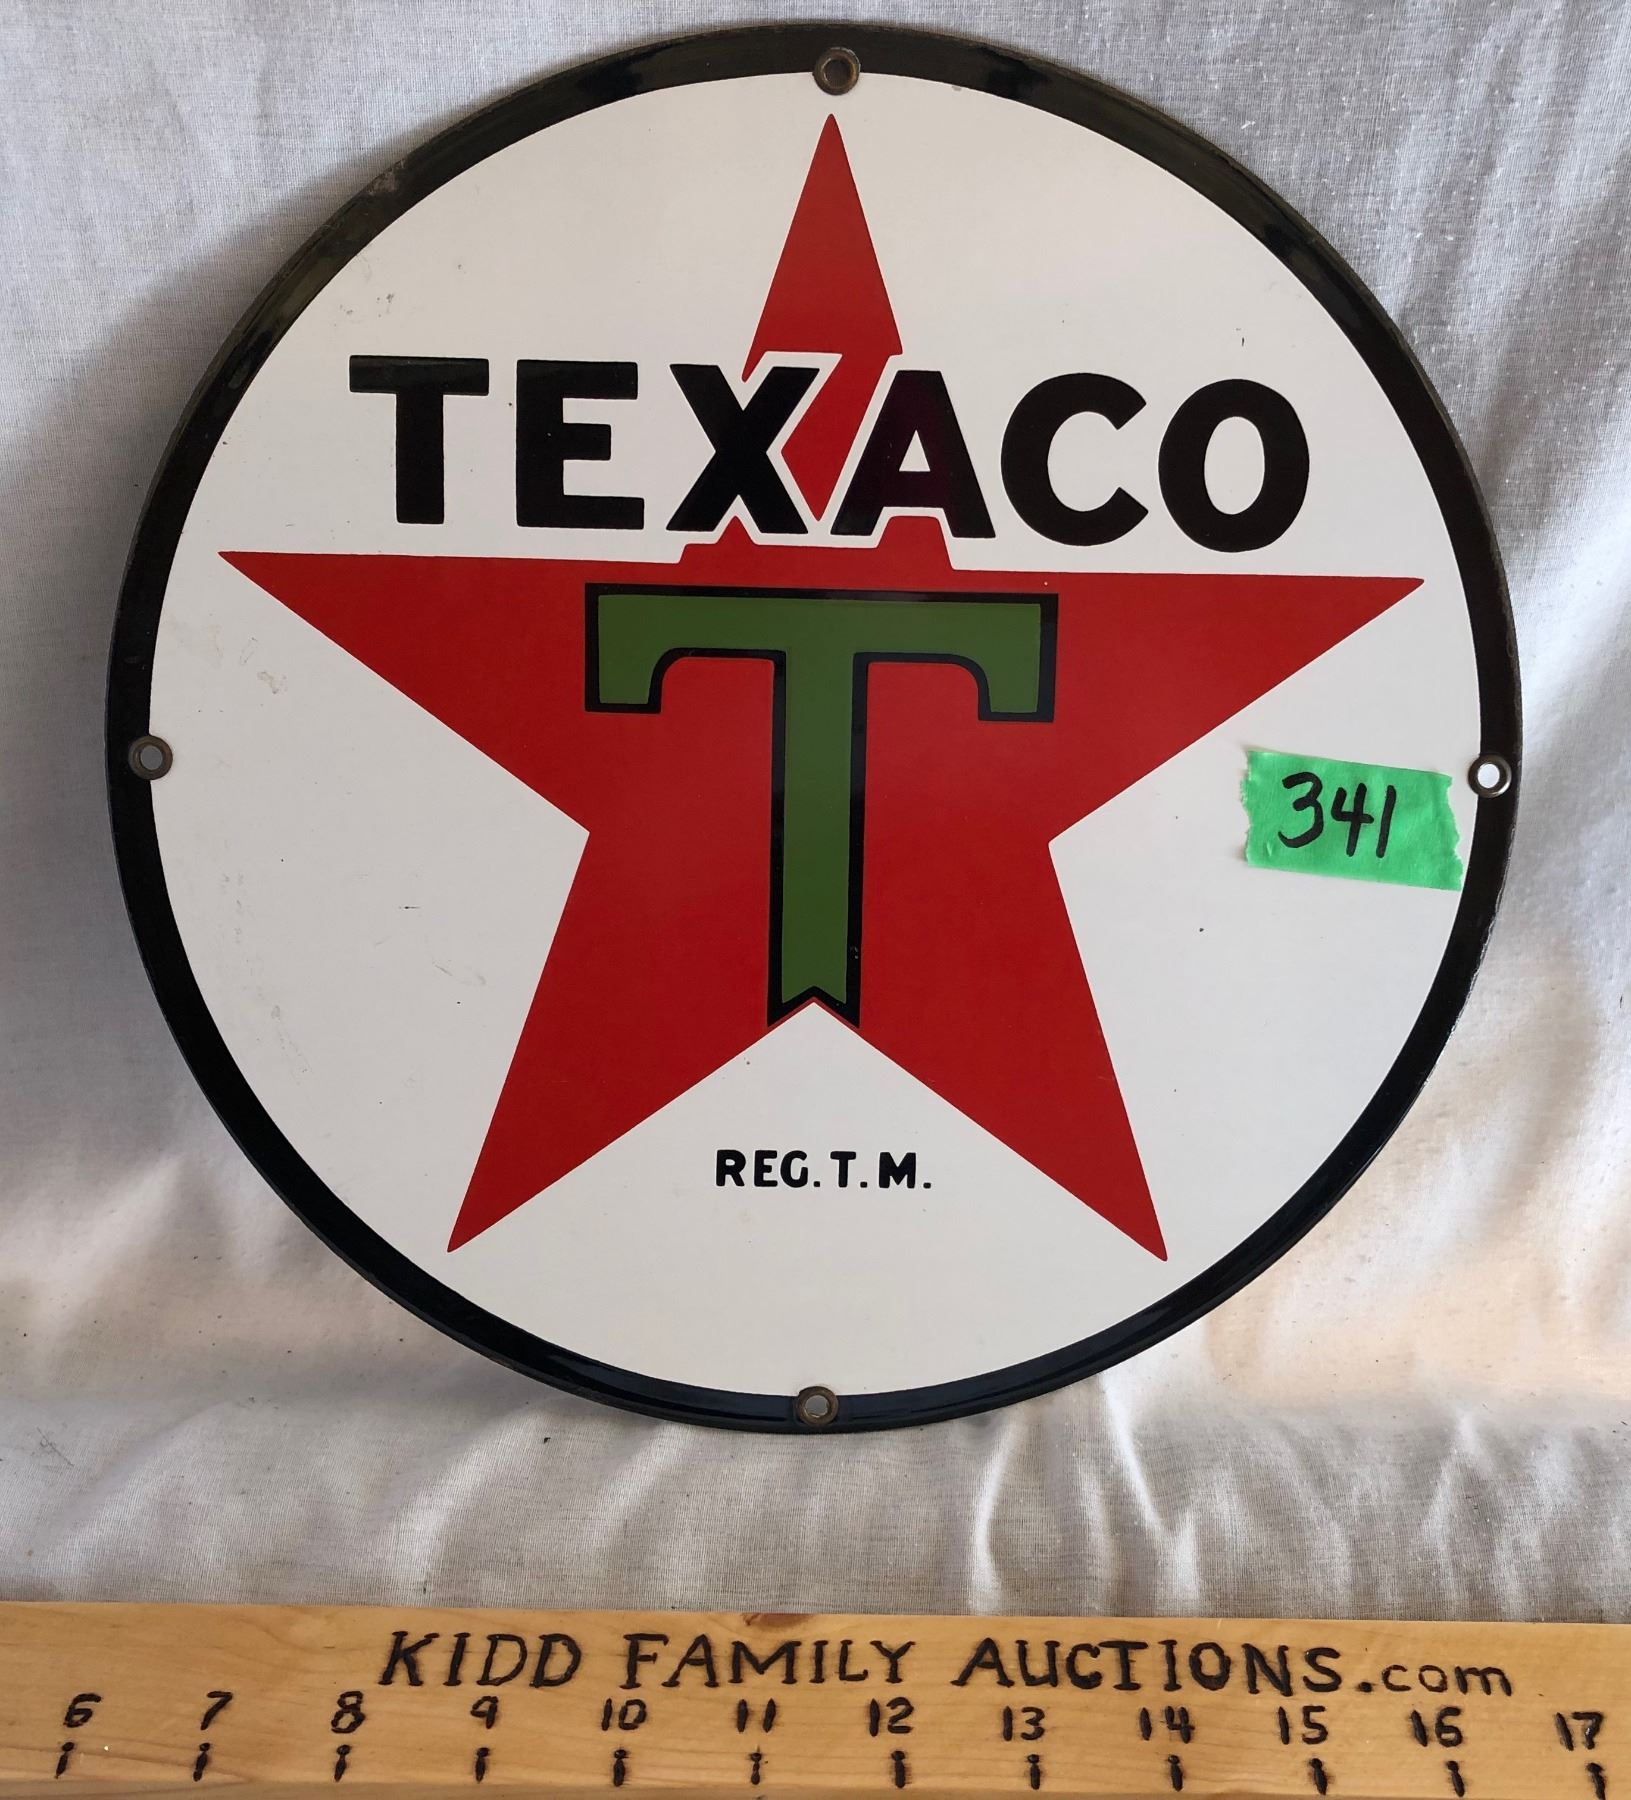 TEXACO
T
341
REG. T. M.
KIDD FAMILY AUCTIONS.com
6 7 8 9 10 11 12 13 14 15 16 17